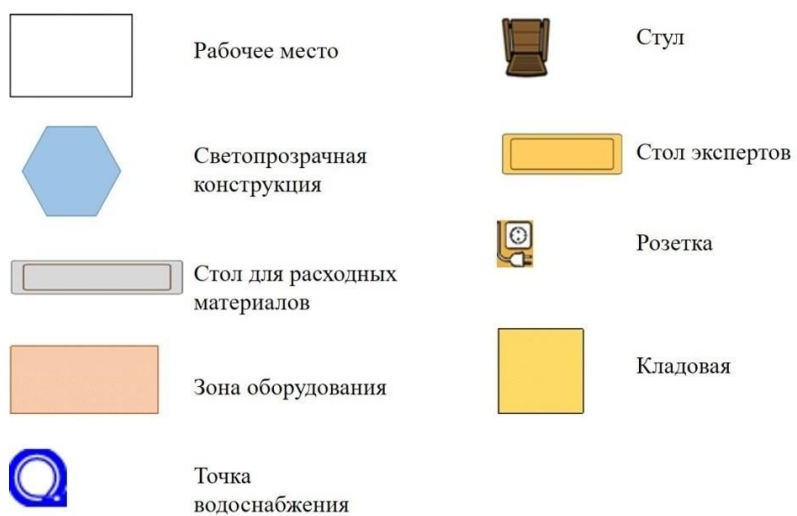 Рабочее место
Светопрозрачная
конструкция
Стол для расходных
материалов
Зона оборудования
Точка
водоснабжения
Стул
Стол экспертов
Розетка
Кладовая